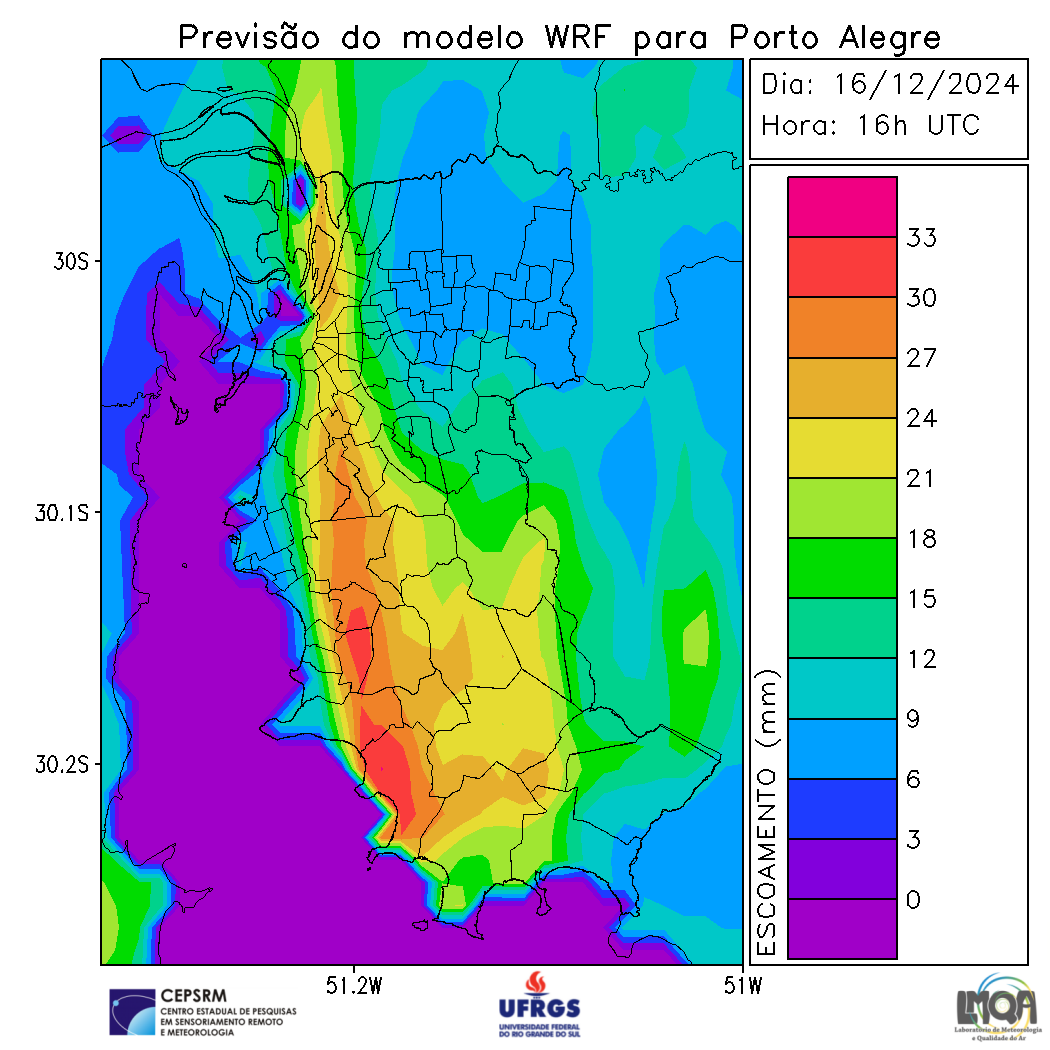 Previsão do modelo WRF para Porto Alegre
Dia: 16/12/2024
Hora: 16h UTC
30S
30.1S
30.2S
51.2W
51W
ESCOAMENTO (mm)
33
30
27
24
21
18
15
12
9
6
3
0
CEPSRM
CENTRO ESTADUAL DE PESQUISAS
EM SENSORIAMENTO REMOTO
E METEOROLOGIA
UFRGS
UNIVERSIDADE FEDERAL
DO RIO GRANDE DO SUL
LMQA
Laboratório de Meteorologia
e Qualidade do Ar